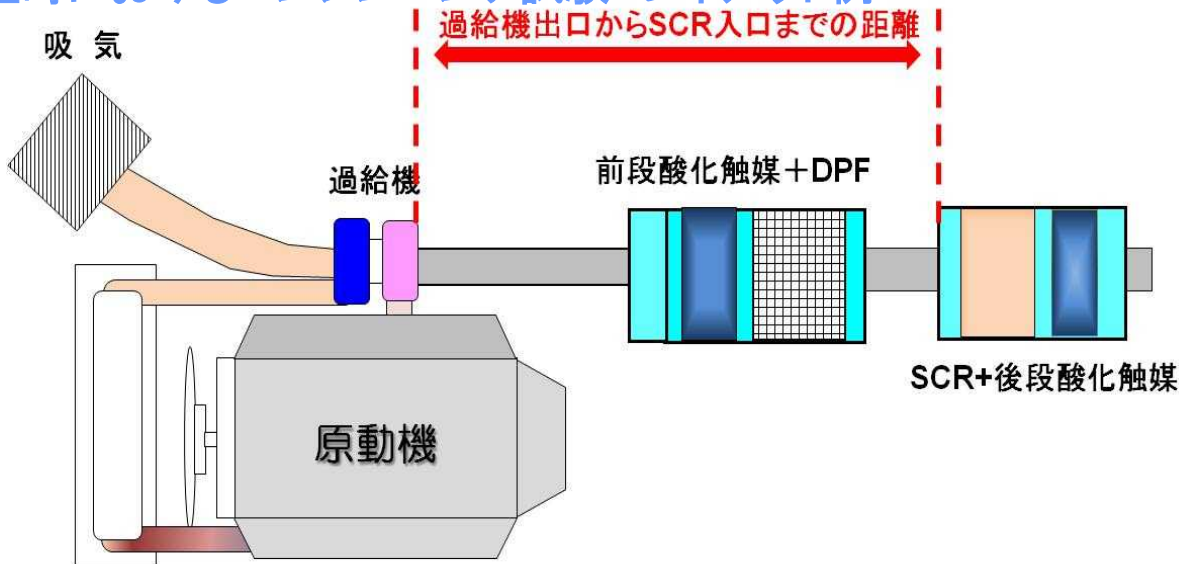 過給機出口からSCR入口までの距離
吸 気
過給機
前段酸化触媒＋DPF
SCR+後段酸化触媒
原動機